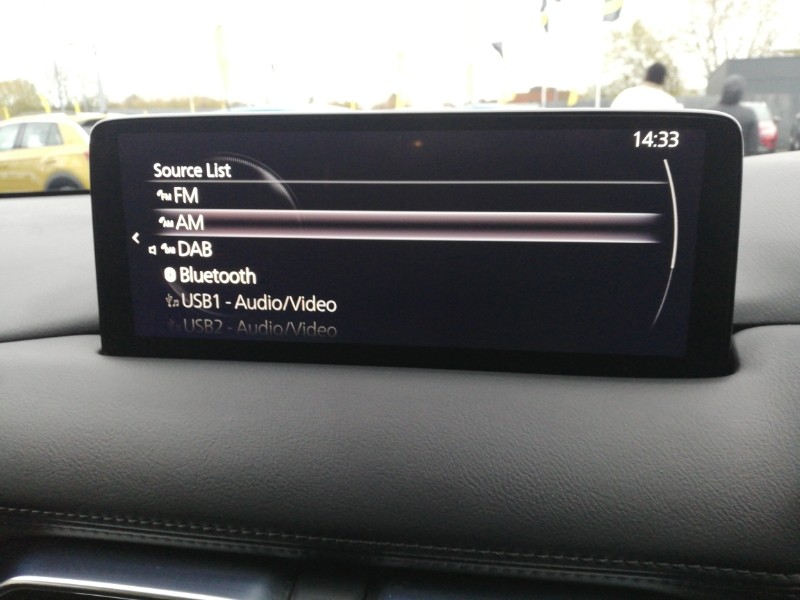 14:33
Source List
FM
AM
DAB
Bluetooth
USB1 - Audio/Video
USB2 - Audio/Video